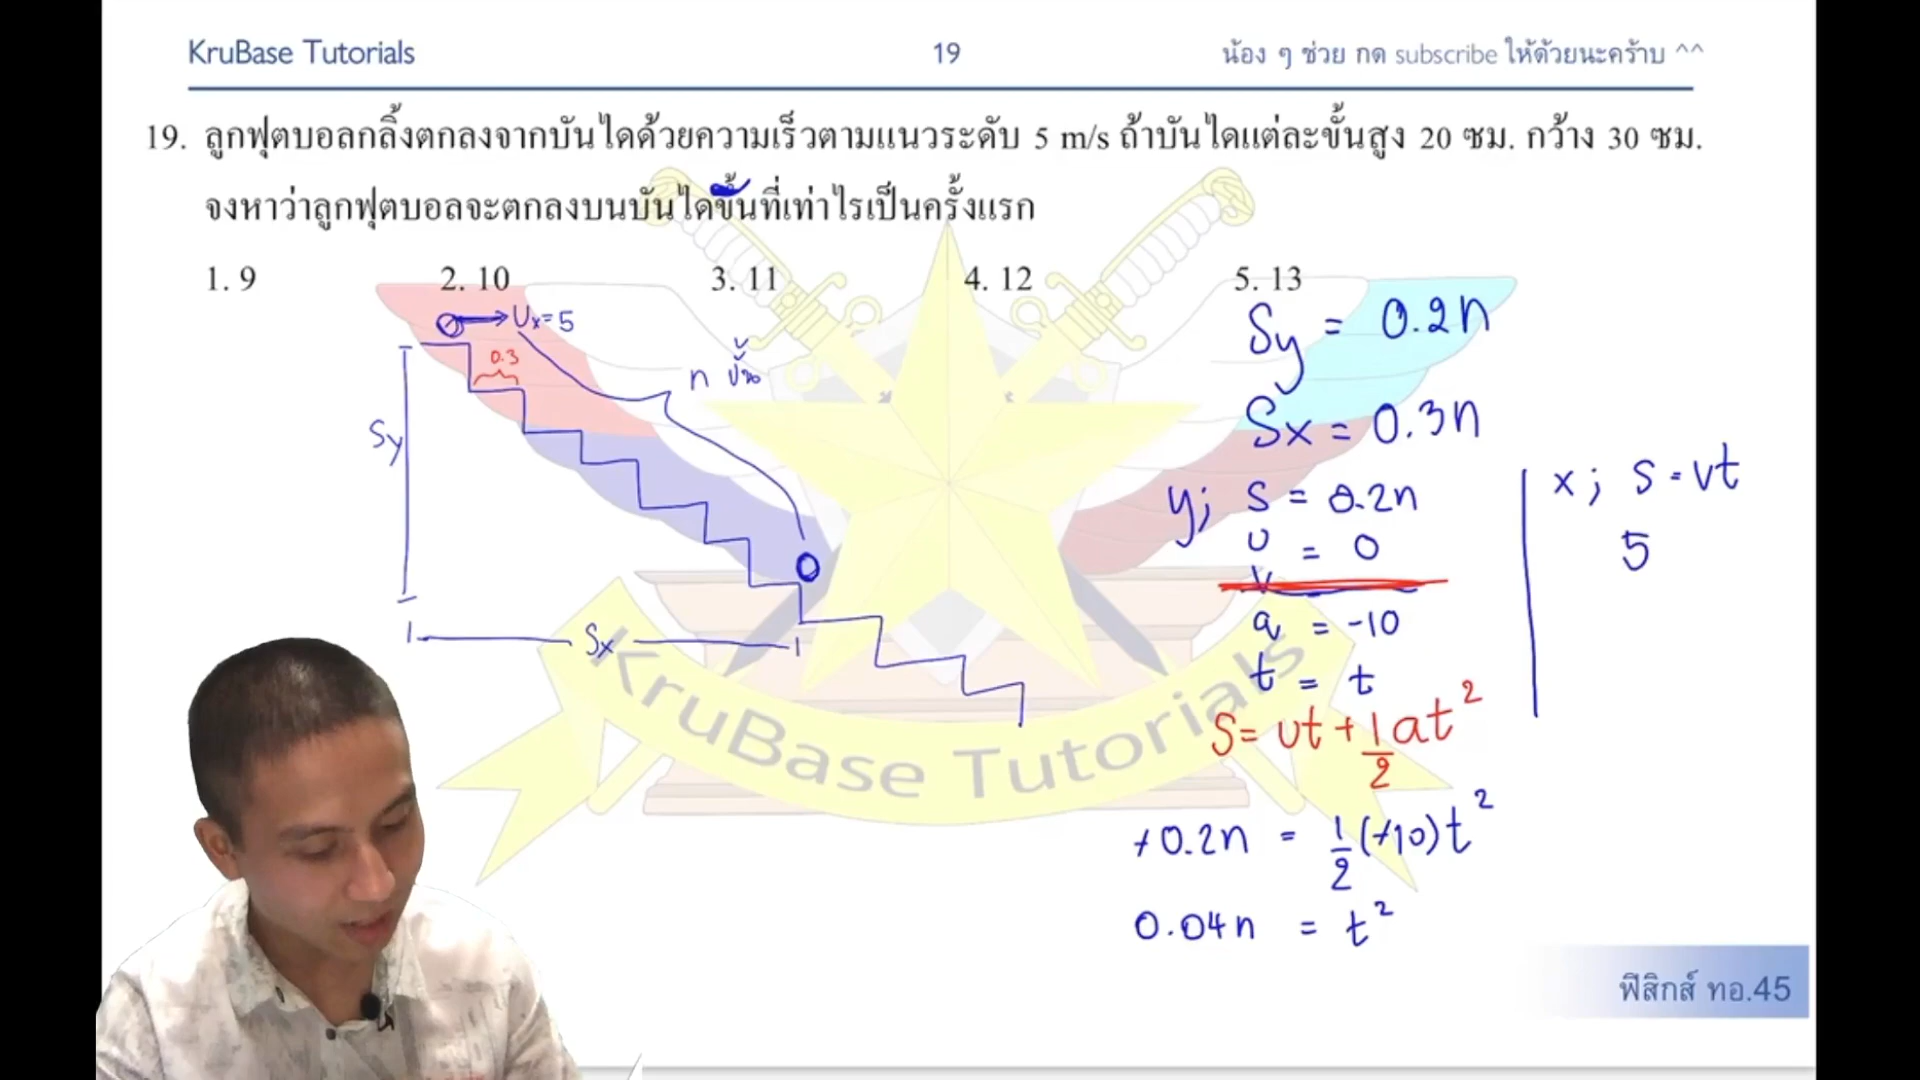 KruBase Tutorials
19
น้อง ๆ ช่วย กด subscribe ให้ด้วยนะคร้าบ ^^
19. ลูกฟุตบอลกลิ้งตกลงจากบันไดด้วยความเร็วตามแนวระดับ 5 m/s ถ้าบันไดแต่ละขั้นสูง 20 ซม. กว้าง 30 ซม.
จงหาว่าลูกฟุตบอลจะตกลงบนบันไดขั้นที่เท่าไรเป็นครั้งแรก
1. 9 2. 10 3. 11 4. 12 5. 13
Ux = 5
0.3
n ขั้น
Sy
Sx
Sy = 0.2n
Sx = 0.3n
y; s = 0.2n
u = 0
v
a = -10
t = t
S = ut + 1/2 at²
+0.2n = 1/2 (+10)t²
0.04n = t²
x; s = vt
5
KruBase Tutorials
ฟิสิกส์ ทอ.45